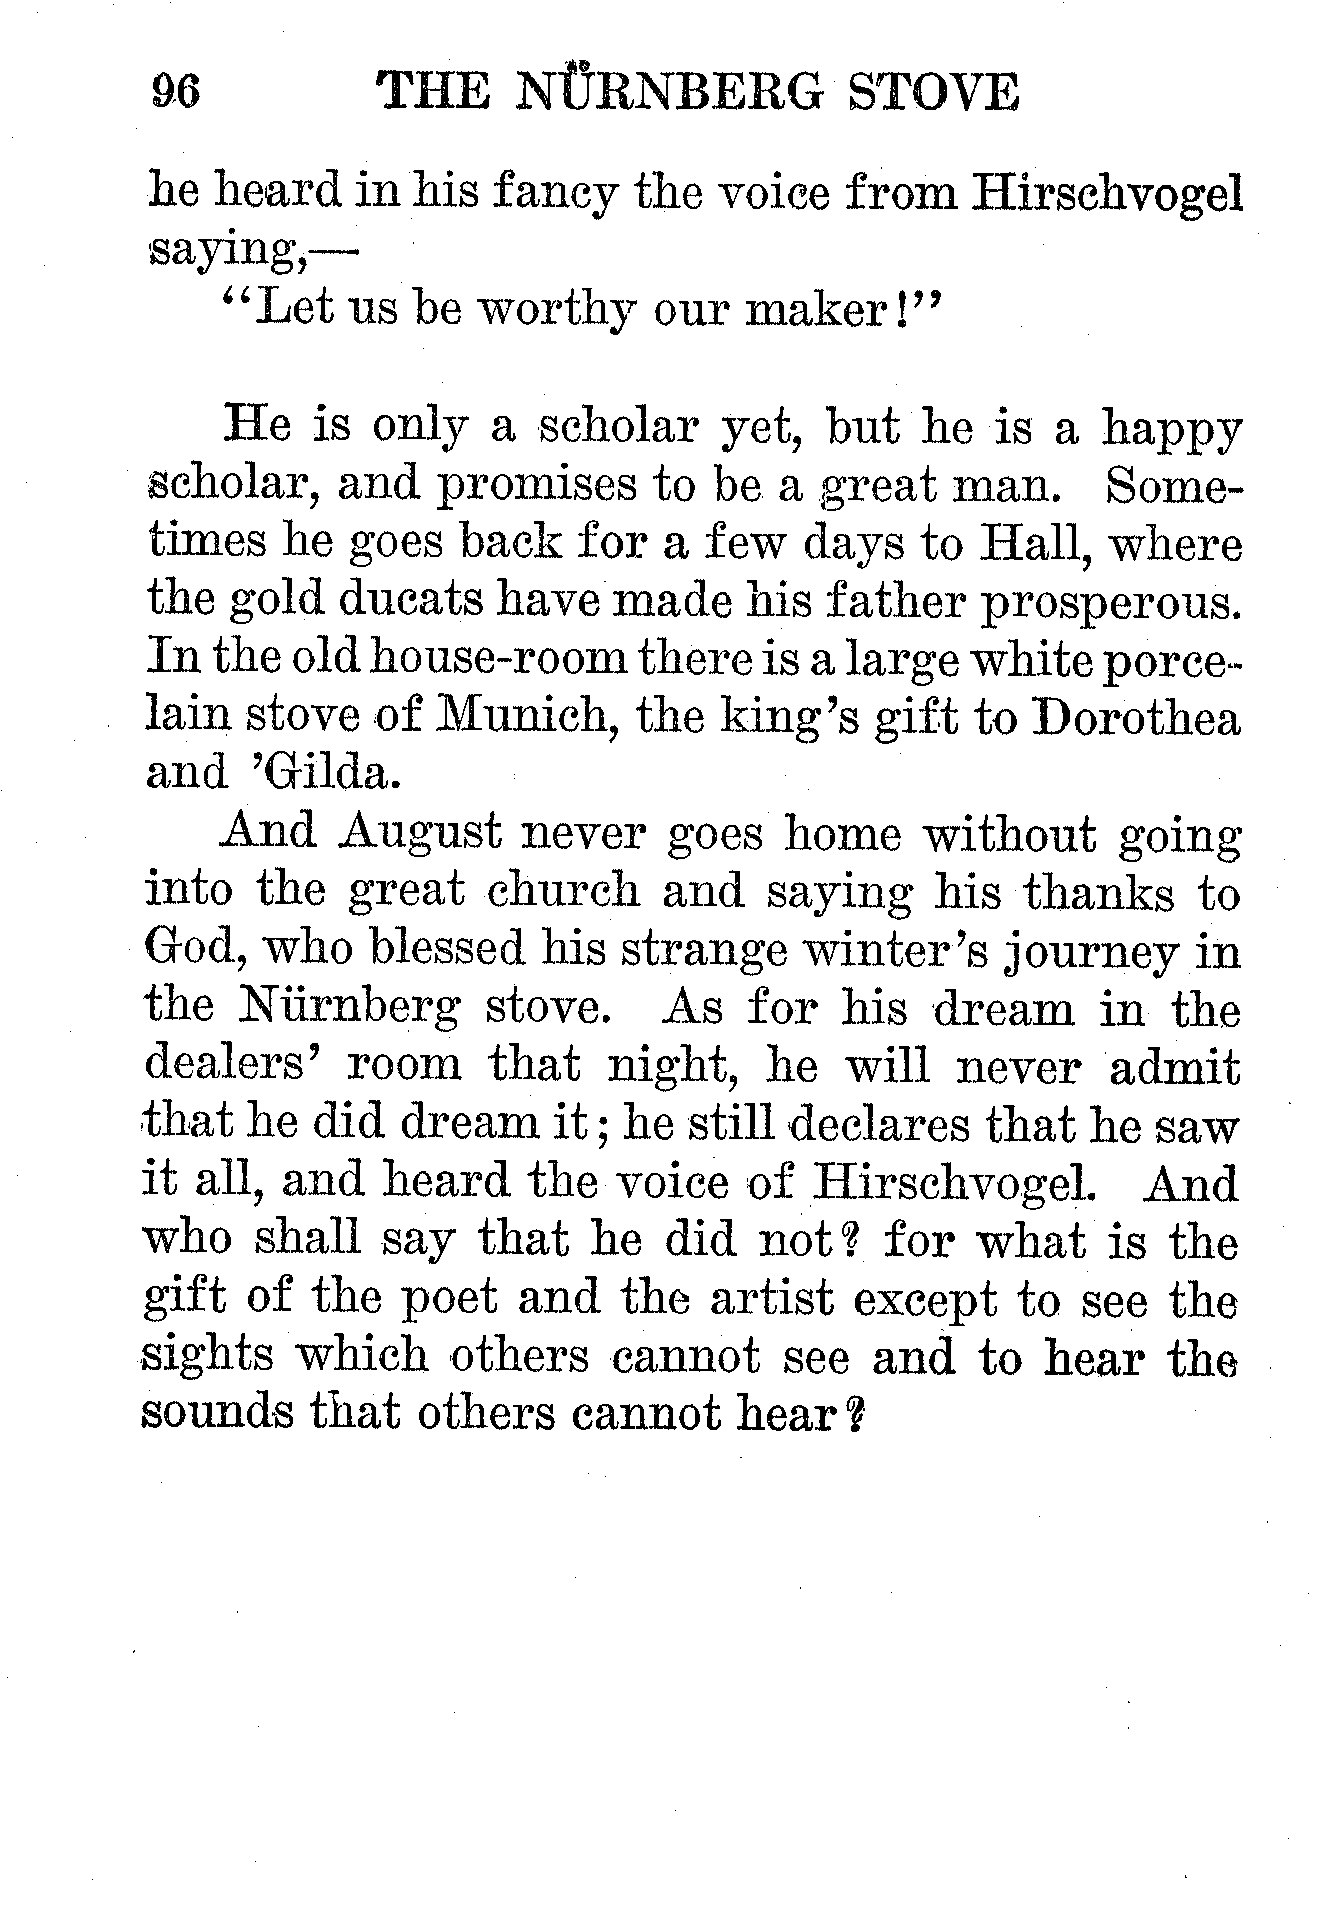 96 THE NÜRNBERG STOVE
he heard in his fancy the voice from Hirschvogel
saying,—
“Let us be worthy our maker!”
He is only a scholar yet, but he is a happy
scholar, and promises to be a great man. Some-
times he goes back for a few days to Hall, where
the gold ducats have made his father prosperous.
In the old house-room there is a large white porce-
lain stove of Munich, the king’s gift to Dorothea
and ’Gilda.
And August never goes home without going
into the great church and saying his thanks to
God, who blessed his strange winter’s journey in
the Nürnberg stove. As for his dream in the
dealers’ room that night, he will never admit
that he did dream it; he still declares that he saw
it all, and heard the voice of Hirschvogel. And
who shall say that he did not? for what is the
gift of the poet and the artist except to see the
sights which others cannot see and to hear the
sounds that others cannot hear?